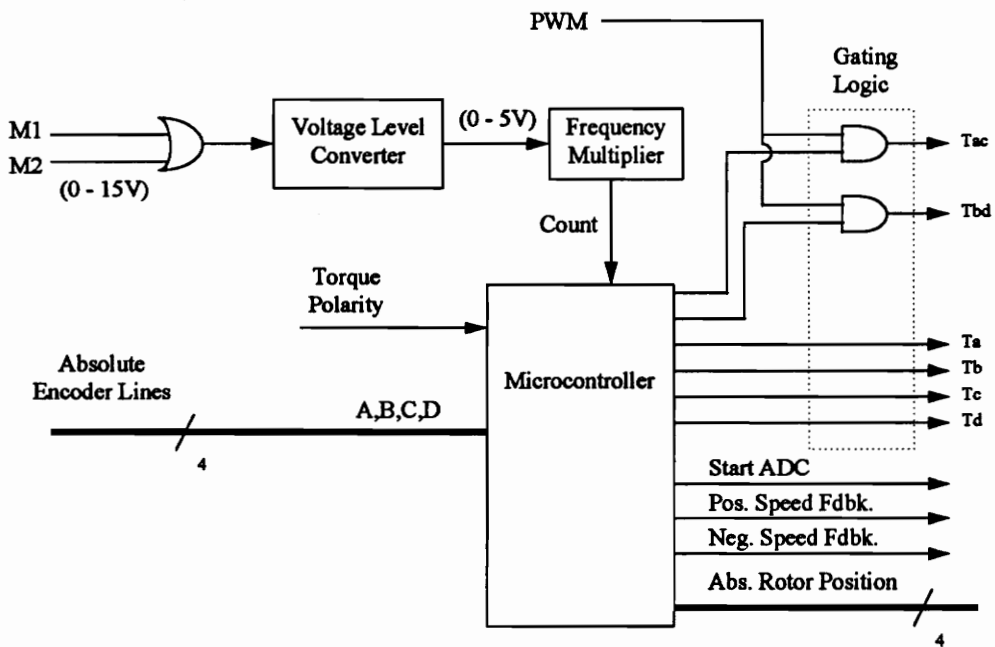 PWM
Gating
Logic
M1
M2
(0 - 15V)
Voltage Level
Converter
(0 - 5V)
Frequency
Multiplier
Tac
Tbd
Count
Torque
Polarity
Absolute
Encoder Lines
A,B,C,D
4
Microcontroller
Ta
Tb
Tc
Td
Start ADC
Pos. Speed Fdbk.
Neg. Speed Fdbk.
Abs. Rotor Position
4